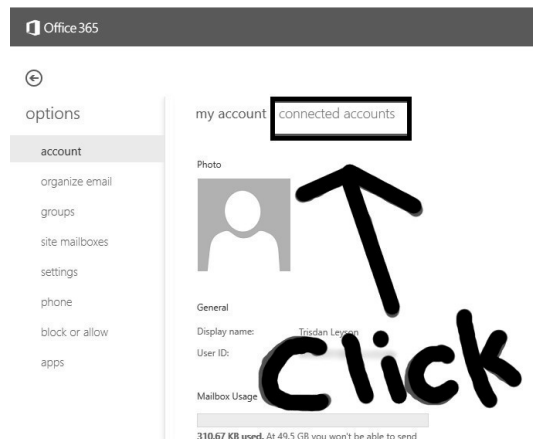 Office 365
options
account
organize email
groups
site mailboxes
settings
phone
block or allow
apps
my account connected accounts
Photo
General
Display name: Trisdan Leyson
User ID:
Mailbox Usage
310.67 KB used. At 49.5 GB you won't be able to send
Click